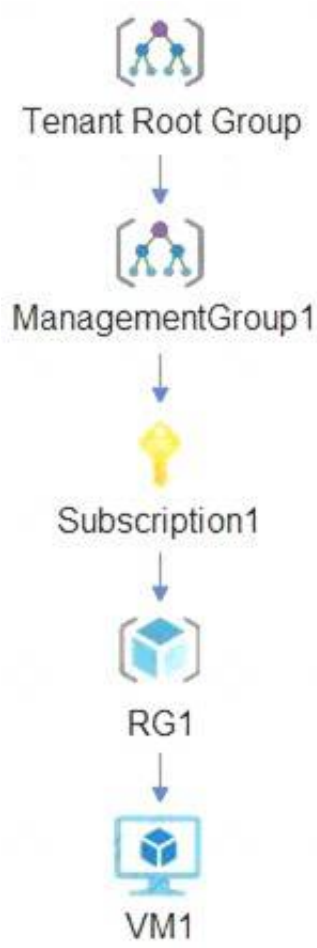 Tenant Root Group
ManagementGroup1
Subscription1
RG1
VM1